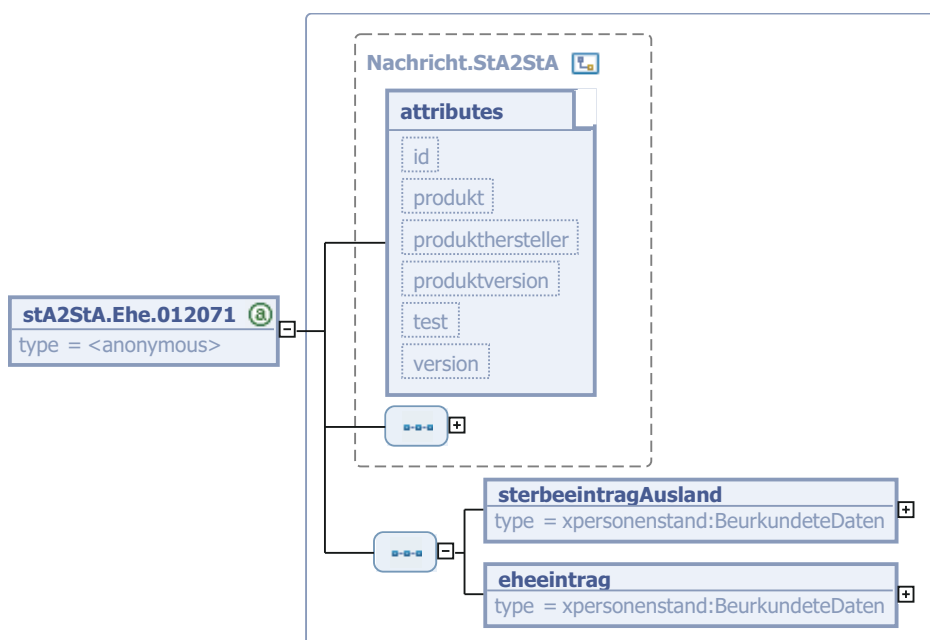 Nachricht.StA2StA
attributes
id
produkt
produkthersteller
produktversion
test
version
stA2StA.Ehe.012071
type = <anonymous>
sterbeeintragAusland
type = xpersonenstand:BeurkundeteDaten
eheeintrag
type = xpersonenstand:BeurkundeteDaten